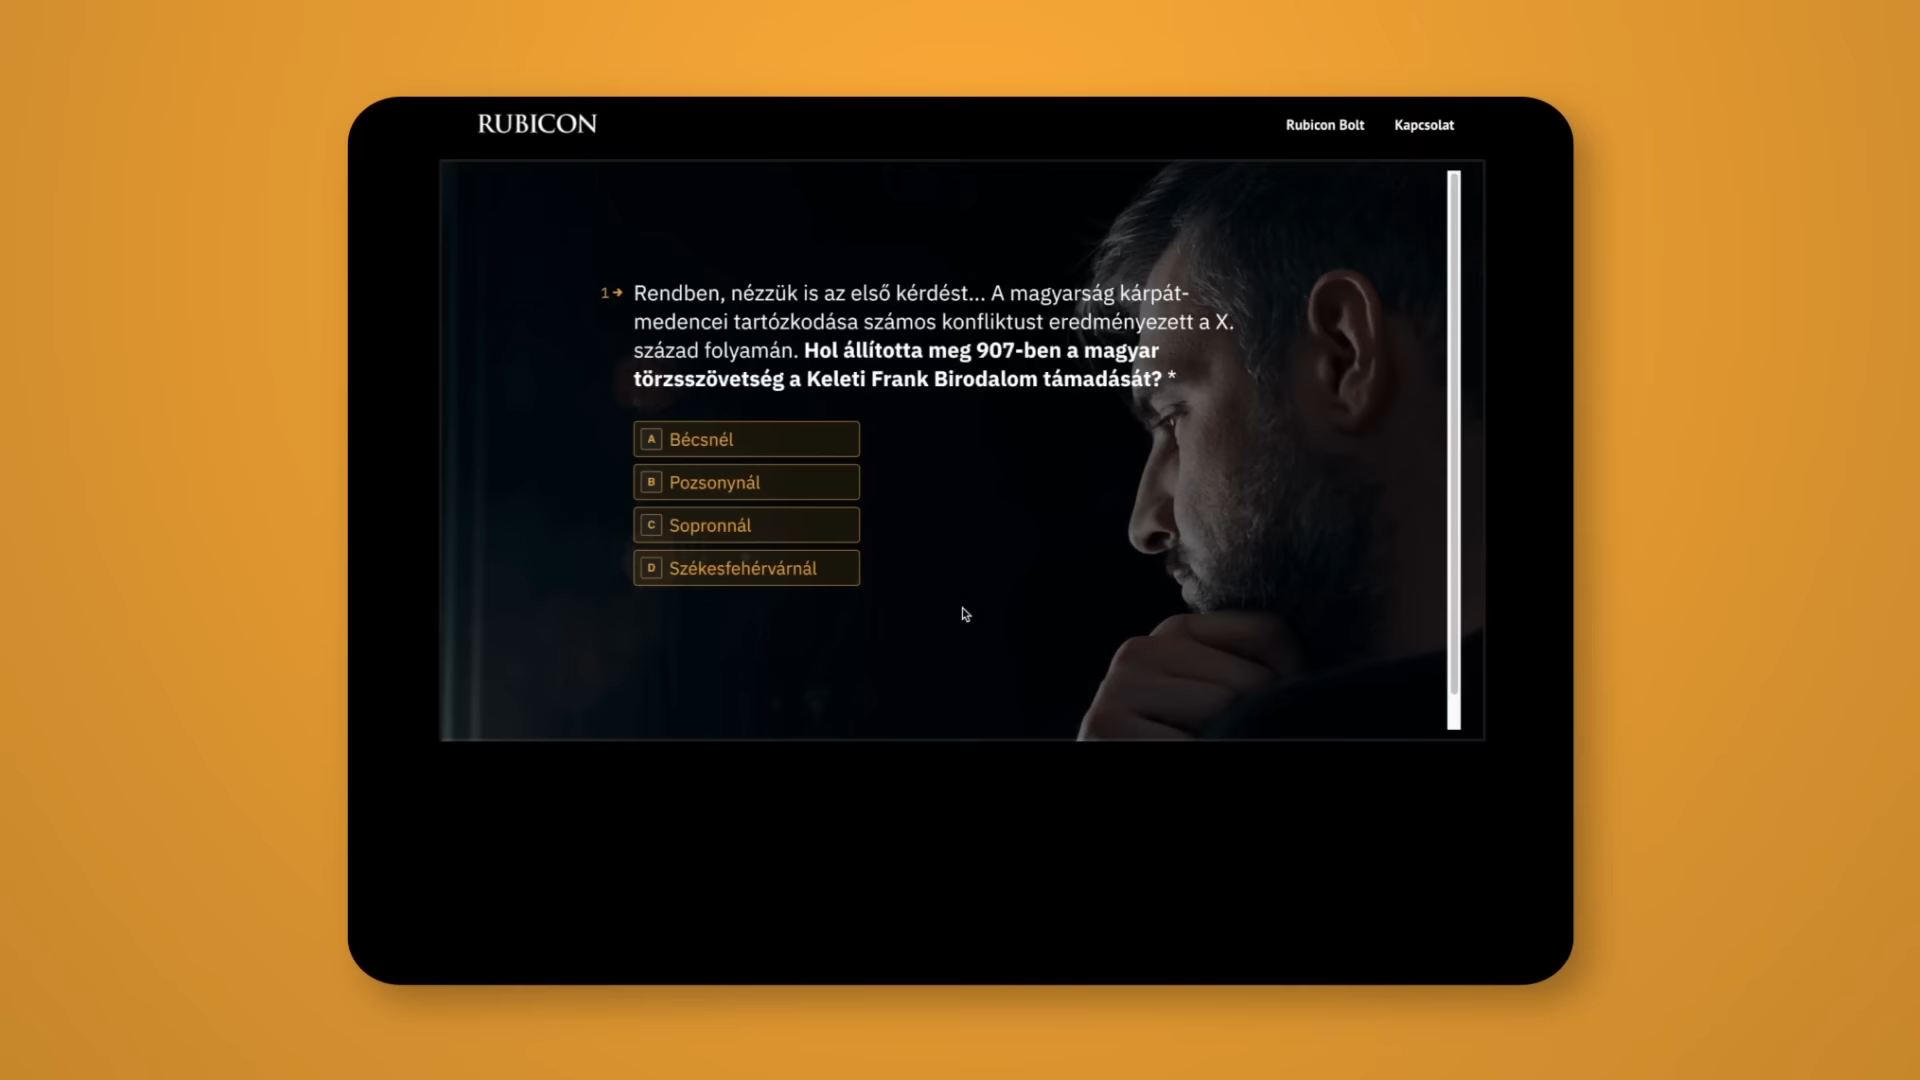 RUBICON
Rubicon Bolt
Kapcsolat
1 → Rendben, nézzük is az első kérdést... A magyarság kárpát-
medencei tartózkodása számos konfliktust eredményezett a X.
század folyamán. Hol állította meg 907-ben a magyar
törzsszövetség a Keleti Frank Birodalom támadását? *
A Bécsnél
B Pozsonynál
C Sopronnál
D Székesfehérvárnál